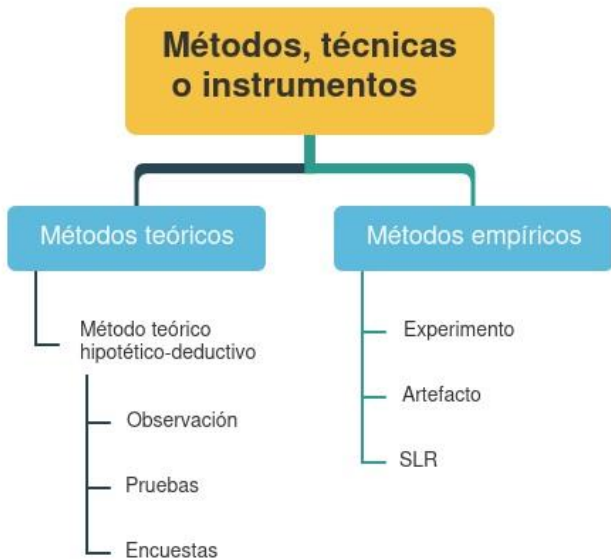 Métodos, técnicas
o instrumentos
Métodos teóricos
Métodos empíricos
Método teórico
hipotético-deductivo
Observación
Pruebas
Encuestas
Experimento
Artefacto
SLR